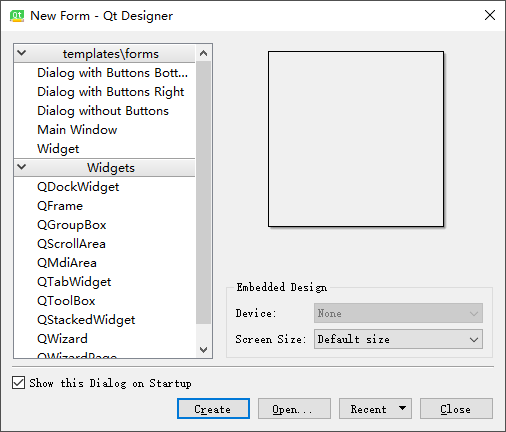 New Form - Qt Designer
templates\forms
Dialog with Buttons Bott...
Dialog with Buttons Right
Dialog without Buttons
Main Window
Widget
Widgets
QDockWidget
QFrame
QGroupBox
QScrollArea
QMdiArea
QTabWidget
QToolBox
QStackedWidget
QWizard
QWizardPage
Embedded Design
Device: None
Screen Size: Default size
Show this Dialog on Startup
Create Open... Recent Close